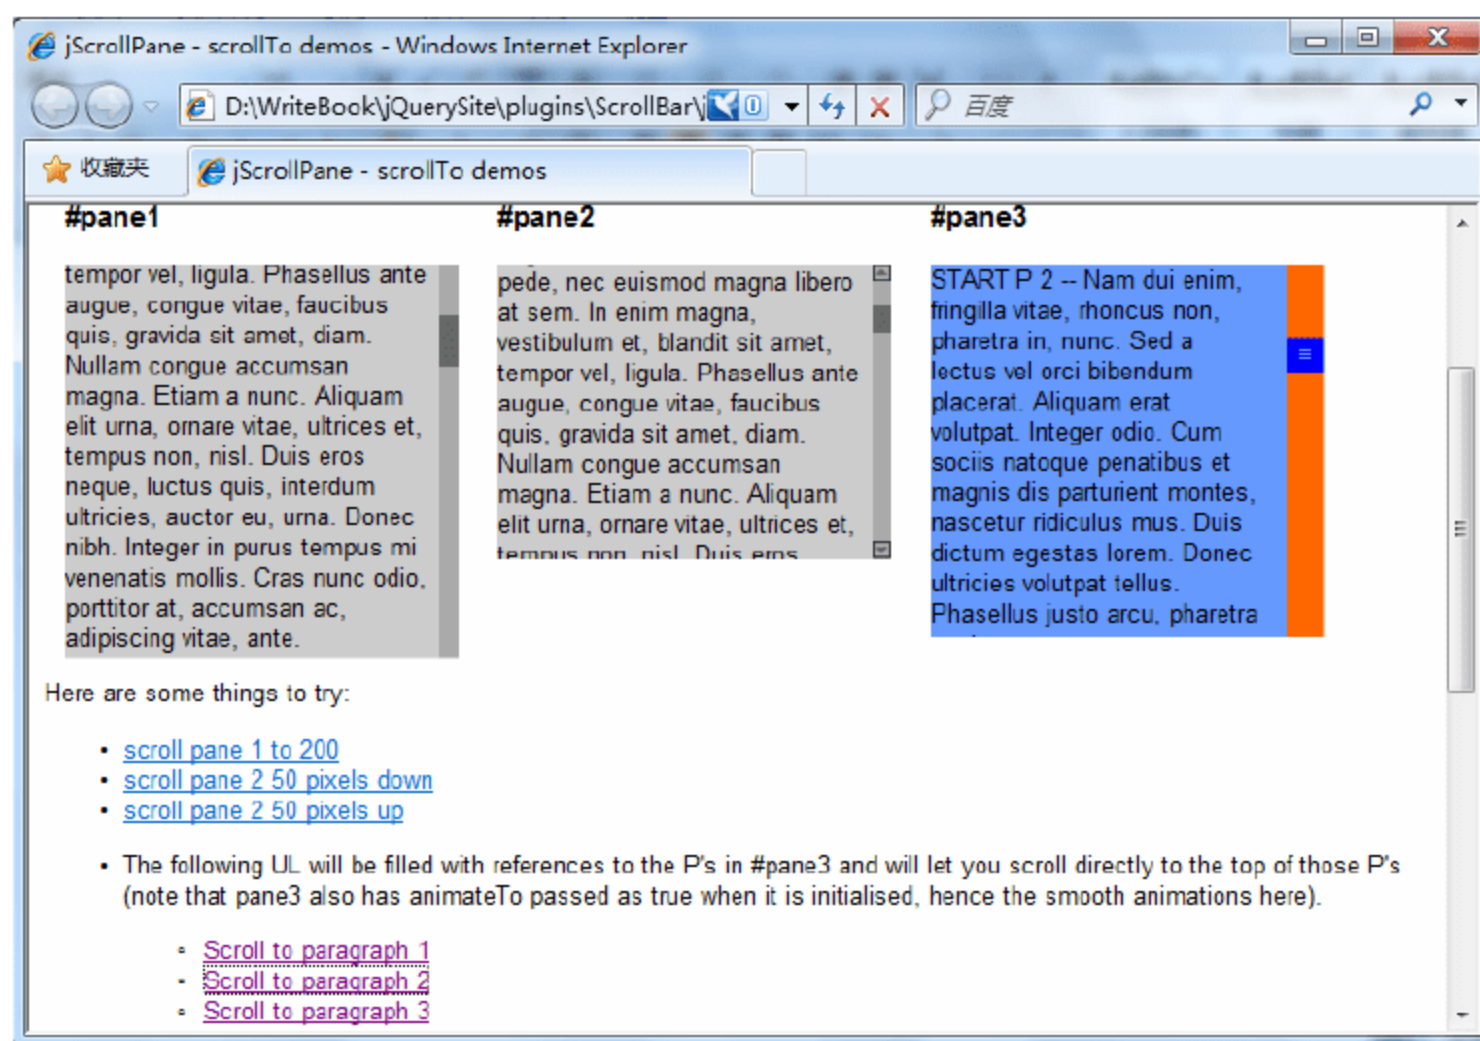 jScrollPane - scrollTo demos - Windows Internet Explorer
D:\WriteBook\jQuerySite\plugins\ScrollBar\j
0
百度
收藏夹
jScrollPane - scrollTo demos
#pane1
tempor vel, ligula. Phasellus ante
augue, congue vitae, faucibus
quis, gravida sit amet, diam.
Nullam congue accumsan
magna. Etiam a nunc. Aliquam
elit urna, ornare vitae, ultrices et,
tempus non, nisl. Duis eros
neque, luctus quis, interdum
ultricies, auctor eu, urna. Donec
nibh. Integer in purus tempus mi
venenatis mollis. Cras nunc odio,
porttitor at, accumsan ac,
adipiscing vitae, ante.
#pane2
pede, nec euismod magna libero
at sem. In enim magna,
vestibulum et, blandit sit amet,
tempor vel, ligula. Phasellus ante
augue, congue vitae, faucibus
quis, gravida sit amet, diam.
Nullam congue accumsan
magna. Etiam a nunc. Aliquam
elit urna, ornare vitae, ultrices et,
tempus non, nisl. Duis eros
#pane3
START P 2 -- Nam dui enim,
fringilla vitae, rhoncus non,
pharetra in, nunc. Sed a
lectus vel orci bibendum
placerat. Aliquam erat
volutpat. Integer odio. Cum
sociis natoque penatibus et
magnis dis parturient montes,
nascetur ridiculus mus. Duis
dictum egestas lorem. Donec
ultricies volutpat tellus.
Phasellus justo arcu, pharetra
Here are some things to try:
• scroll pane 1 to 200
• scroll pane 2 50 pixels down
• scroll pane 2 50 pixels up
• The following UL will be filled with references to the P's in #pane3 and will let you scroll directly to the top of those P's
(note that pane3 also has animateTo passed as true when it is initialised, hence the smooth animations here).
Scroll to paragraph 1
Scroll to paragraph 2
Scroll to paragraph 3